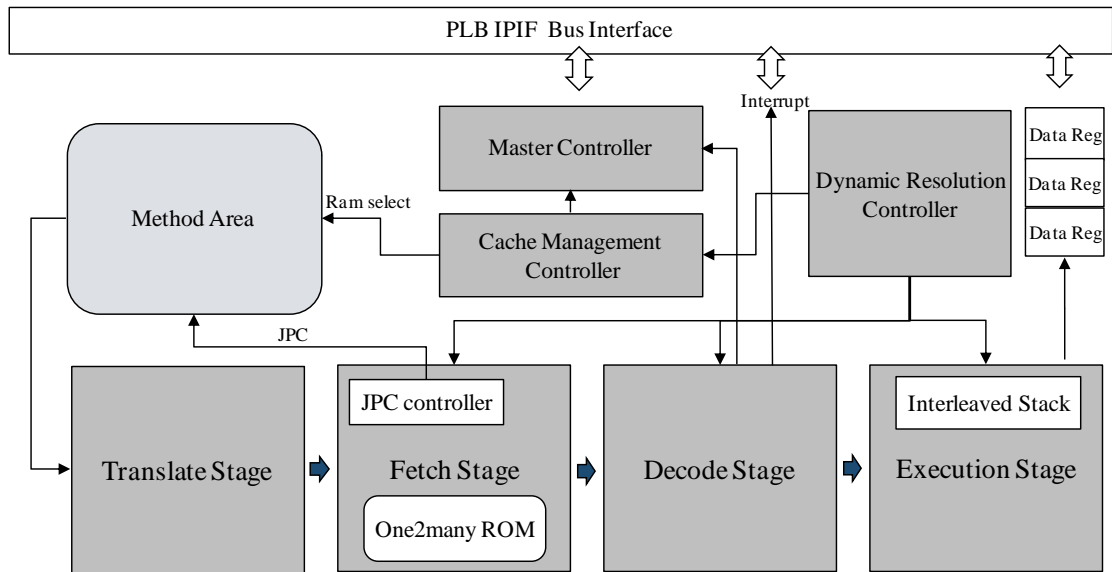 PLB IPIF Bus Interface
Interrupt
Master Controller
Data Reg
Method Area
Ram select
Dynamic Resolution
Controller
Data Reg
Cache Management
Controller
Data Reg
JPC
JPC controller
Interleaved Stack
Translate Stage
Fetch Stage
Decode Stage
Execution Stage
One2many ROM